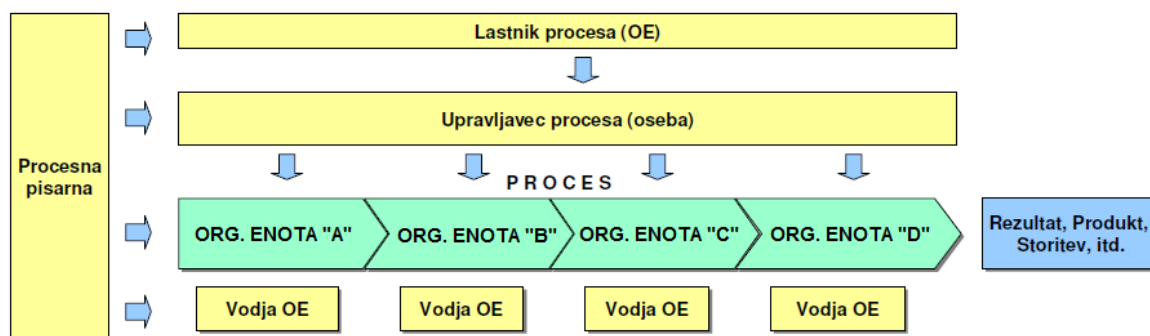 Procesna
pisarna
Lastnik procesa (OE)
Upravljavec procesa (oseba)
P R O C E S
ORG. ENOTA "A"
ORG. ENOTA "B"
ORG. ENOTA "C"
ORG. ENOTA "D"
Rezultat, Produkt,
Storitev, itd.
Vodja OE
Vodja OE
Vodja OE
Vodja OE